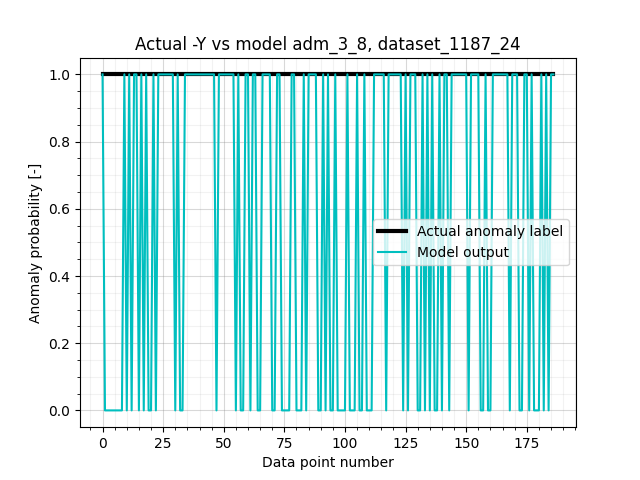 Actual -Y vs model adm_3_8, dataset_1187_24
Anomaly probability [-]
1.0
0.8
0.6
0.4
0.2
0.0
Actual anomaly label
Model output
0 25 50 75 100 125 150 175
Data point number